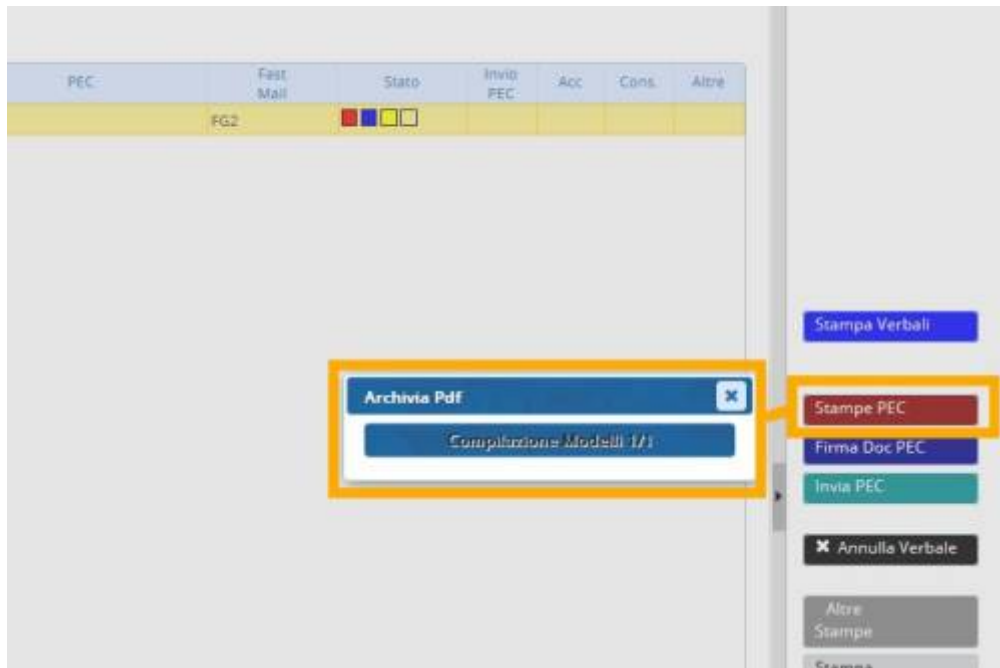 PEC Fast Mail Stato Invio PEC Acc Cons. Altre
FG2
Stampa Verbali
Archivia Pdf
Stampe PEC
Compilazione Modelli 1/1
Firma Doc PEC
Invia PEC
Annulla Verbale
Altre
Stampe
Stampa